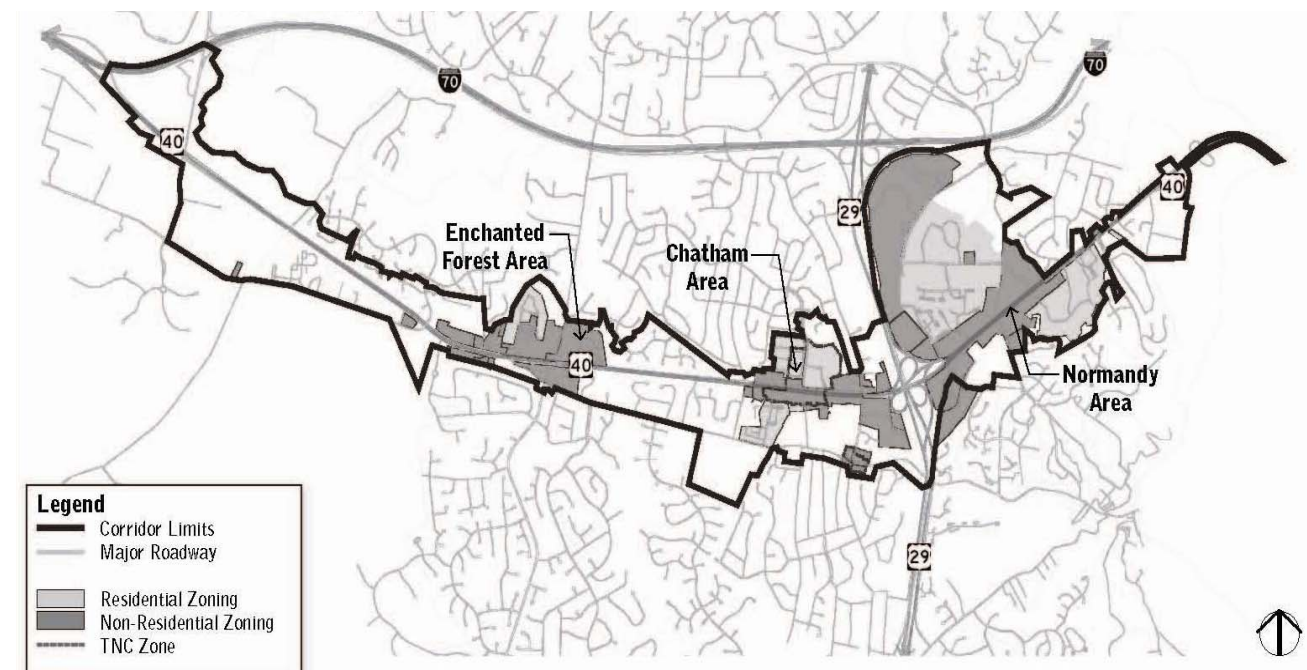 70
70
40
40
29
Enchanted
Forest Area
Chatham
Area
40
Normandy
Area
29
Legend
Corridor Limits
Major Roadway
Residential Zoning
Non-Residential Zoning
TNC Zone